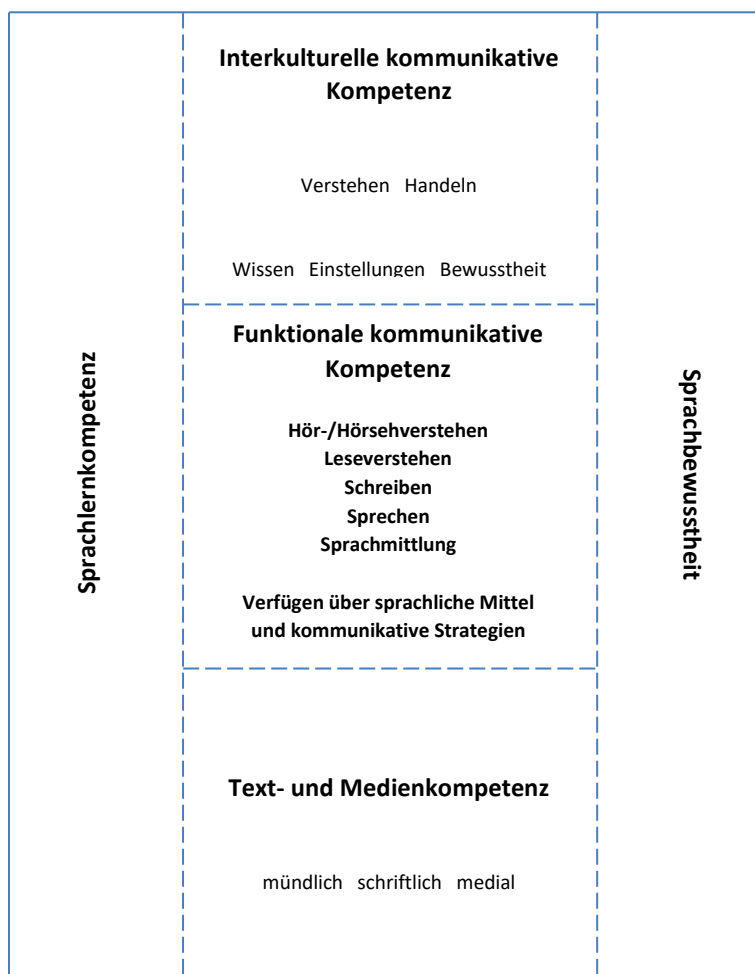 Interkulturelle kommunikative
Kompetenz
Verstehen Handeln
Wissen Einstellungen Bewusstheit
Funktionale kommunikative
Kompetenz
Hör-/Hörsehverstehen
Leseverstehen
Schreiben
Sprechen
Sprachmittlung
Verfügen über sprachliche Mittel
und kommunikative Strategien
Text- und Medienkompetenz
mündlich schriftlich medial
Sprachlernkompetenz
Sprachbewusstheit